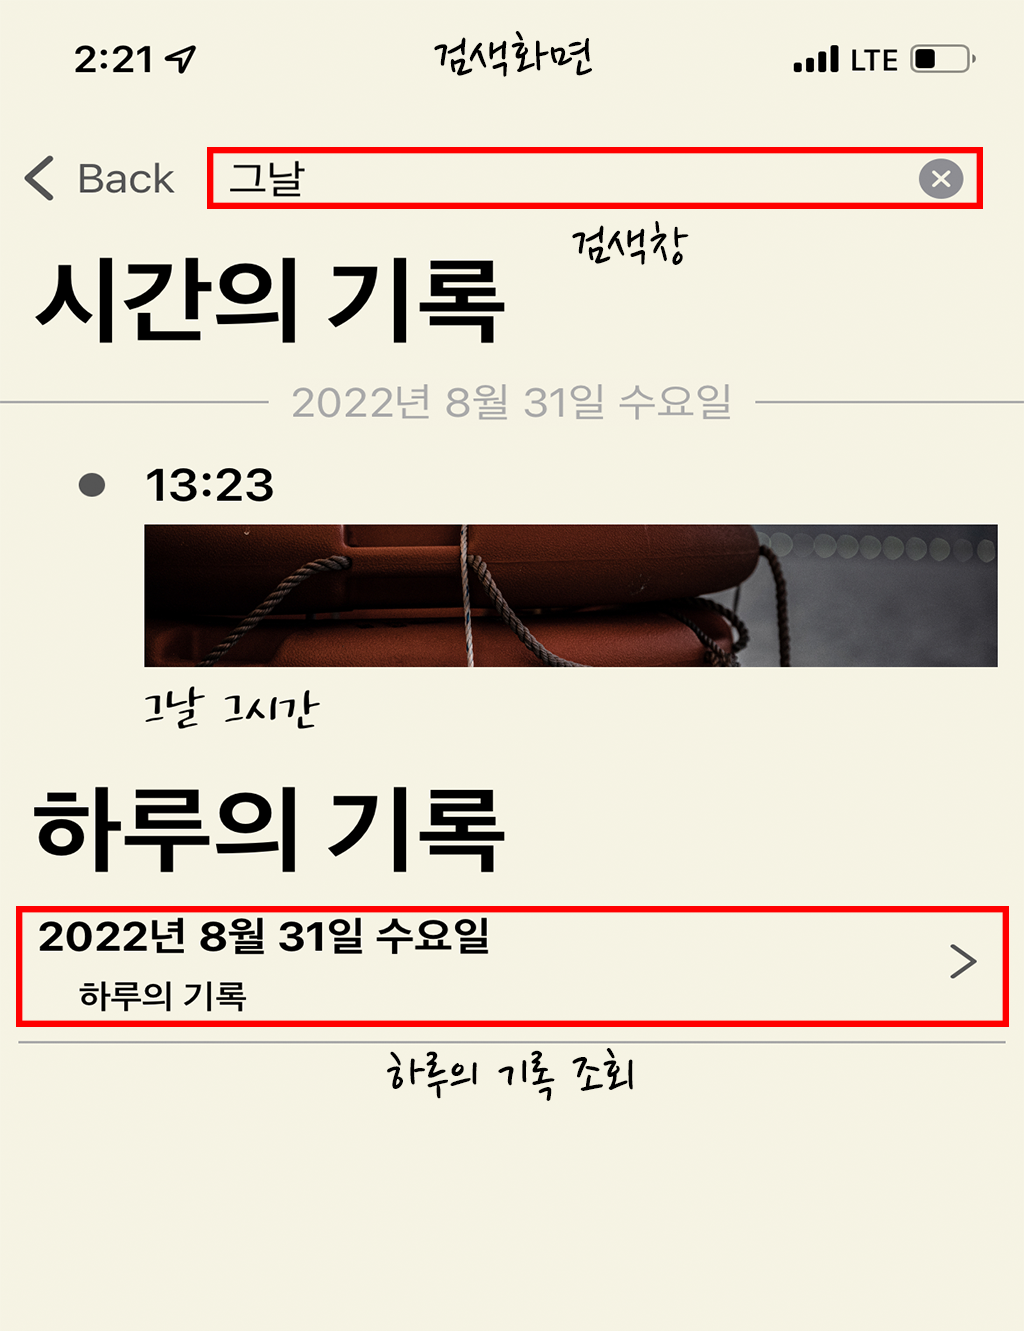 2:21 검색화면 LTE
Back 그날
검색창
시간의 기록
2022년 8월 31일 수요일
13:23
그날 그시간
하루의 기록
2022년 8월 31일 수요일
하루의 기록
하루의 기록 조회